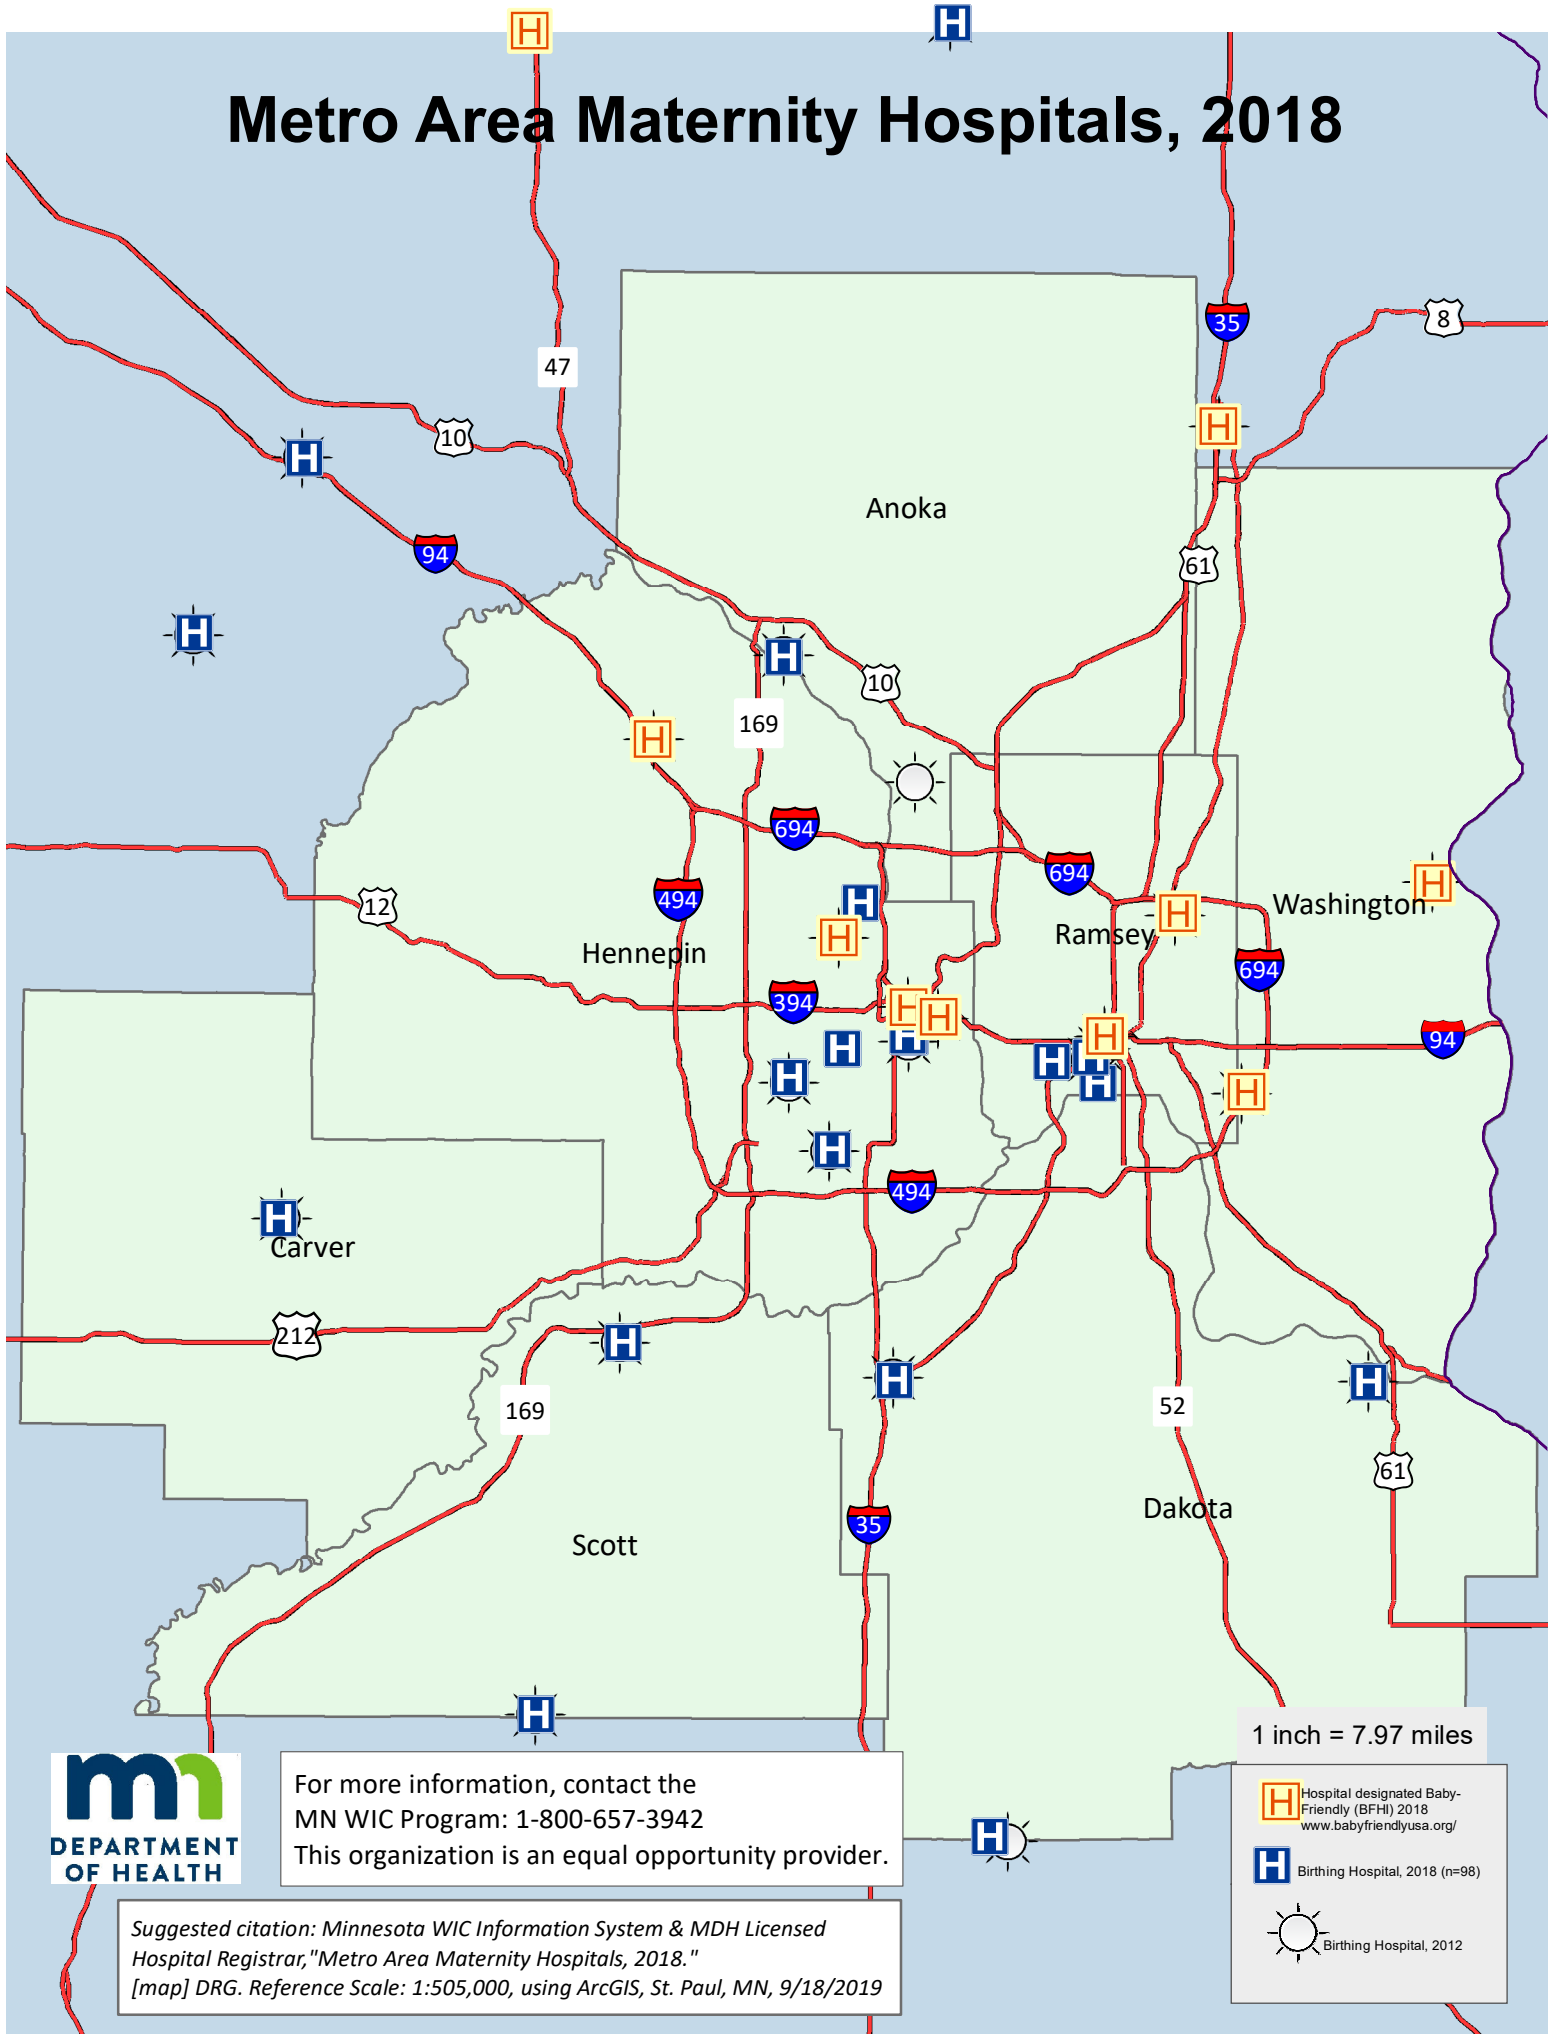 H
H
Metro Area Maternity Hospitals, 2018
35
8
47
H
10
H
Anoka
94
61
H
H
10
169
H
694
694
H
494
H
12
Washington
H
H
Ramsey
H
Hennepin
694
394
H
H
H
94
H
H
H
H
H
H
H
H
H
494
H
Carver
212
H
H
H
169
52
61
Dakota
35
Scott
H
1 inch = 7.97 miles
mn
DEPARTMENT
OF HEALTH
For more information, contact the
MN WIC Program: 1-800-657-3942
This organization is an equal opportunity provider.
H
H
Hospital designated Baby-
Friendly (BFHI) 2018
www.babyfriendlyusa.org/
H
Birthing Hospital, 2018 (n=98)
Birthing Hospital, 2012
Suggested citation: Minnesota WIC Information System & MDH Licensed
Hospital Registrar,"Metro Area Maternity Hospitals, 2018."
[map] DRG. Reference Scale: 1:505,000, using ArcGIS, St. Paul, MN, 9/18/2019